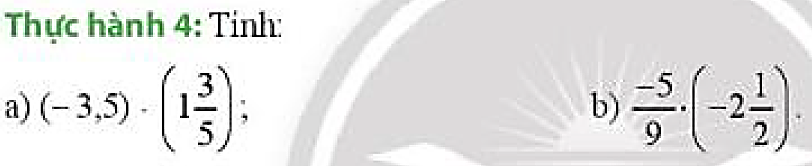 Thực hành 4: Tính:
a) (– 3,5) · (1 3/5);    b) -5/9 · (-2 1/2).